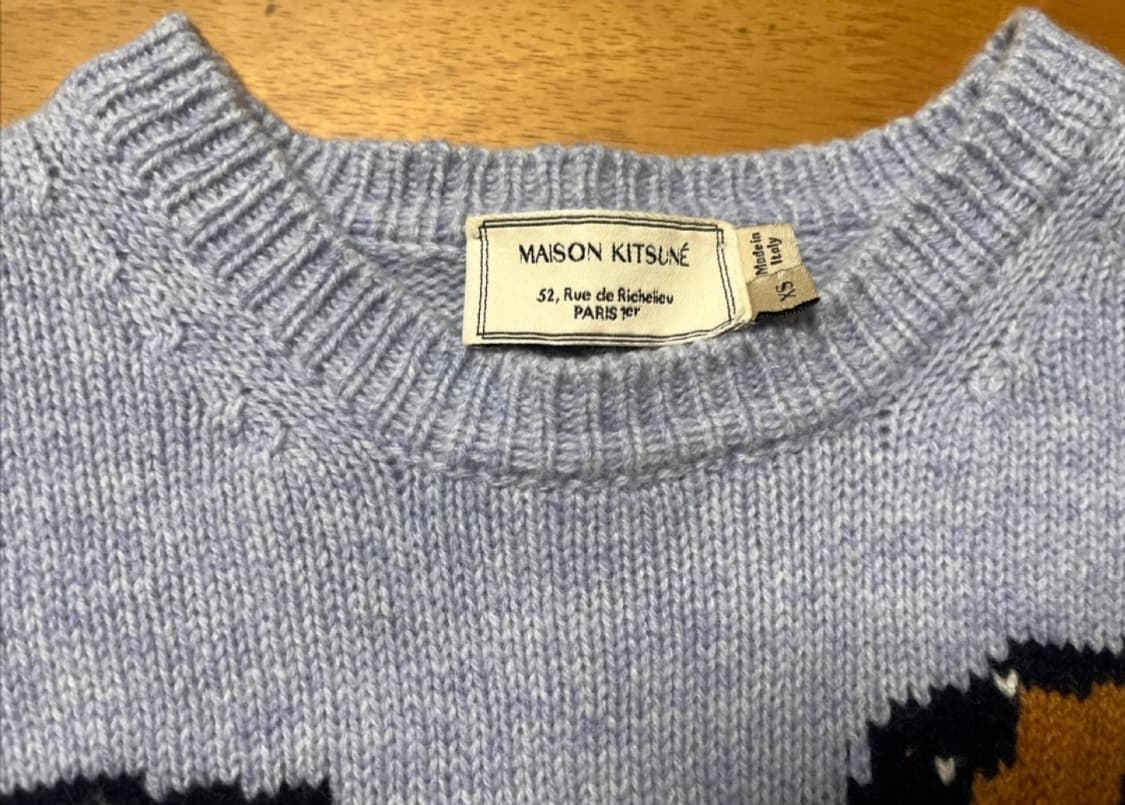 MAISON KITSUNÉ
52, Rue de Richelieu
PARIS 1er
Made in
Italy
XS